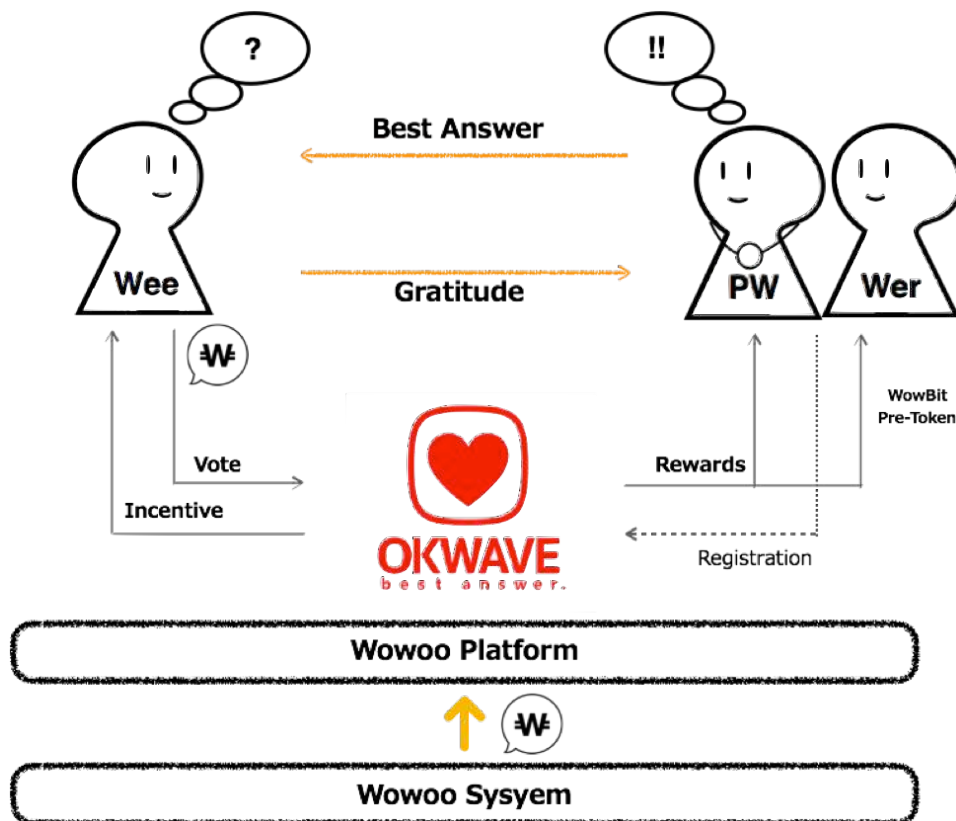 ?
!!
Best Answer
Gratitude
Wee
PW
Wer
₩
WowBit
Pre-Token
Vote
Rewards
Incentive
OKWAVE
best answer.
Registration
Wowoo Platform
₩
Wowoo Sysyem